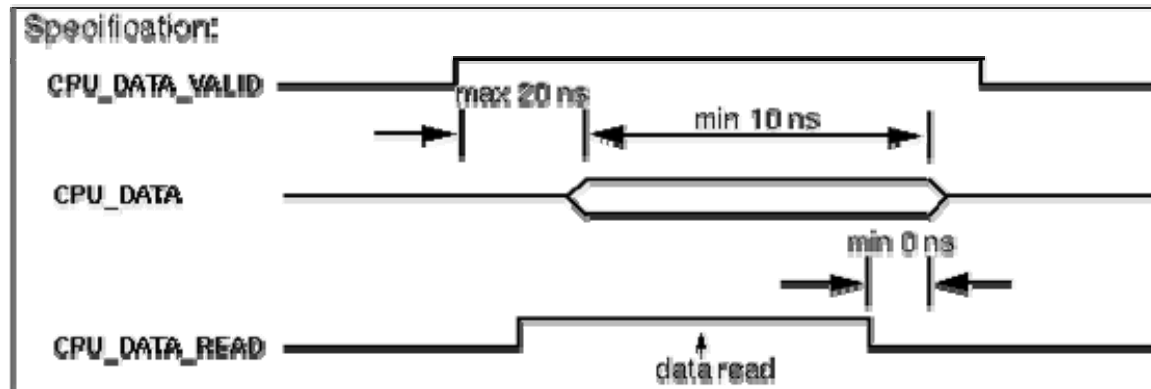 Specification:
CPU_DATA_VALID
max 20 ns
min 10 ns
CPU_DATA
min 0 ns
CPU_DATA_READ
data read